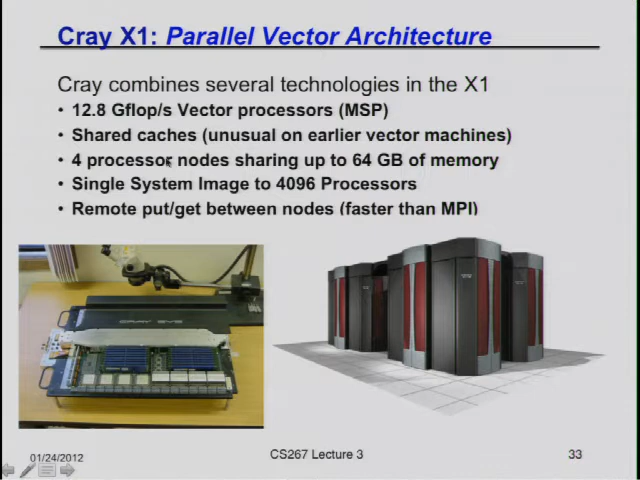 Cray X1: Parallel Vector Architecture
Cray combines several technologies in the X1
• 12.8 Gflop/s Vector processors (MSP)
• Shared caches (unusual on earlier vector machines)
• 4 processor nodes sharing up to 64 GB of memory
• Single System Image to 4096 Processors
• Remote put/get between nodes (faster than MPI)
01/24/2012
CS267 Lecture 3
33